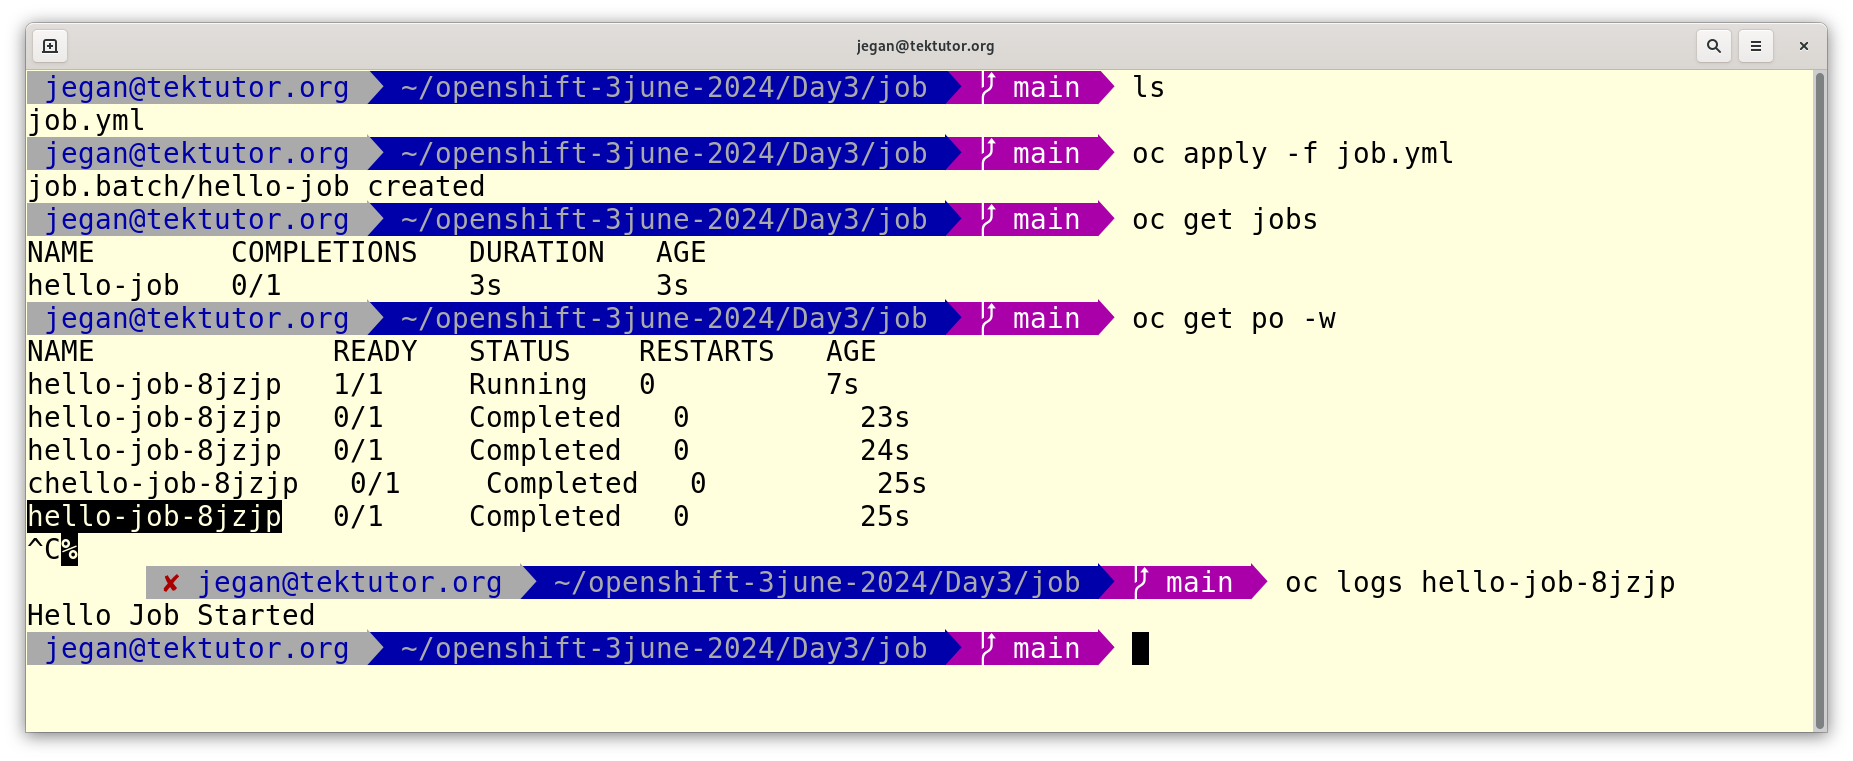 jegan@tektutor.org
jegan@tektutor.org ~/openshift-3june-2024/Day3/job main ls
job.yml
jegan@tektutor.org ~/openshift-3june-2024/Day3/job main oc apply -f job.yml
job.batch/hello-job created
jegan@tektutor.org ~/openshift-3june-2024/Day3/job main oc get jobs
NAME COMPLETIONS DURATION AGE
hello-job 0/1 3s 3s
jegan@tektutor.org ~/openshift-3june-2024/Day3/job main oc get po -w
NAME READY STATUS RESTARTS AGE
hello-job-8jzjp 1/1 Running 0 7s
hello-job-8jzjp 0/1 Completed 0 23s
hello-job-8jzjp 0/1 Completed 0 24s
chello-job-8jzjp 0/1 Completed 0 25s
hello-job-8jzjp 0/1 Completed 0 25s
^C%
✘ jegan@tektutor.org ~/openshift-3june-2024/Day3/job main oc logs hello-job-8jzjp
Hello Job Started
jegan@tektutor.org ~/openshift-3june-2024/Day3/job main